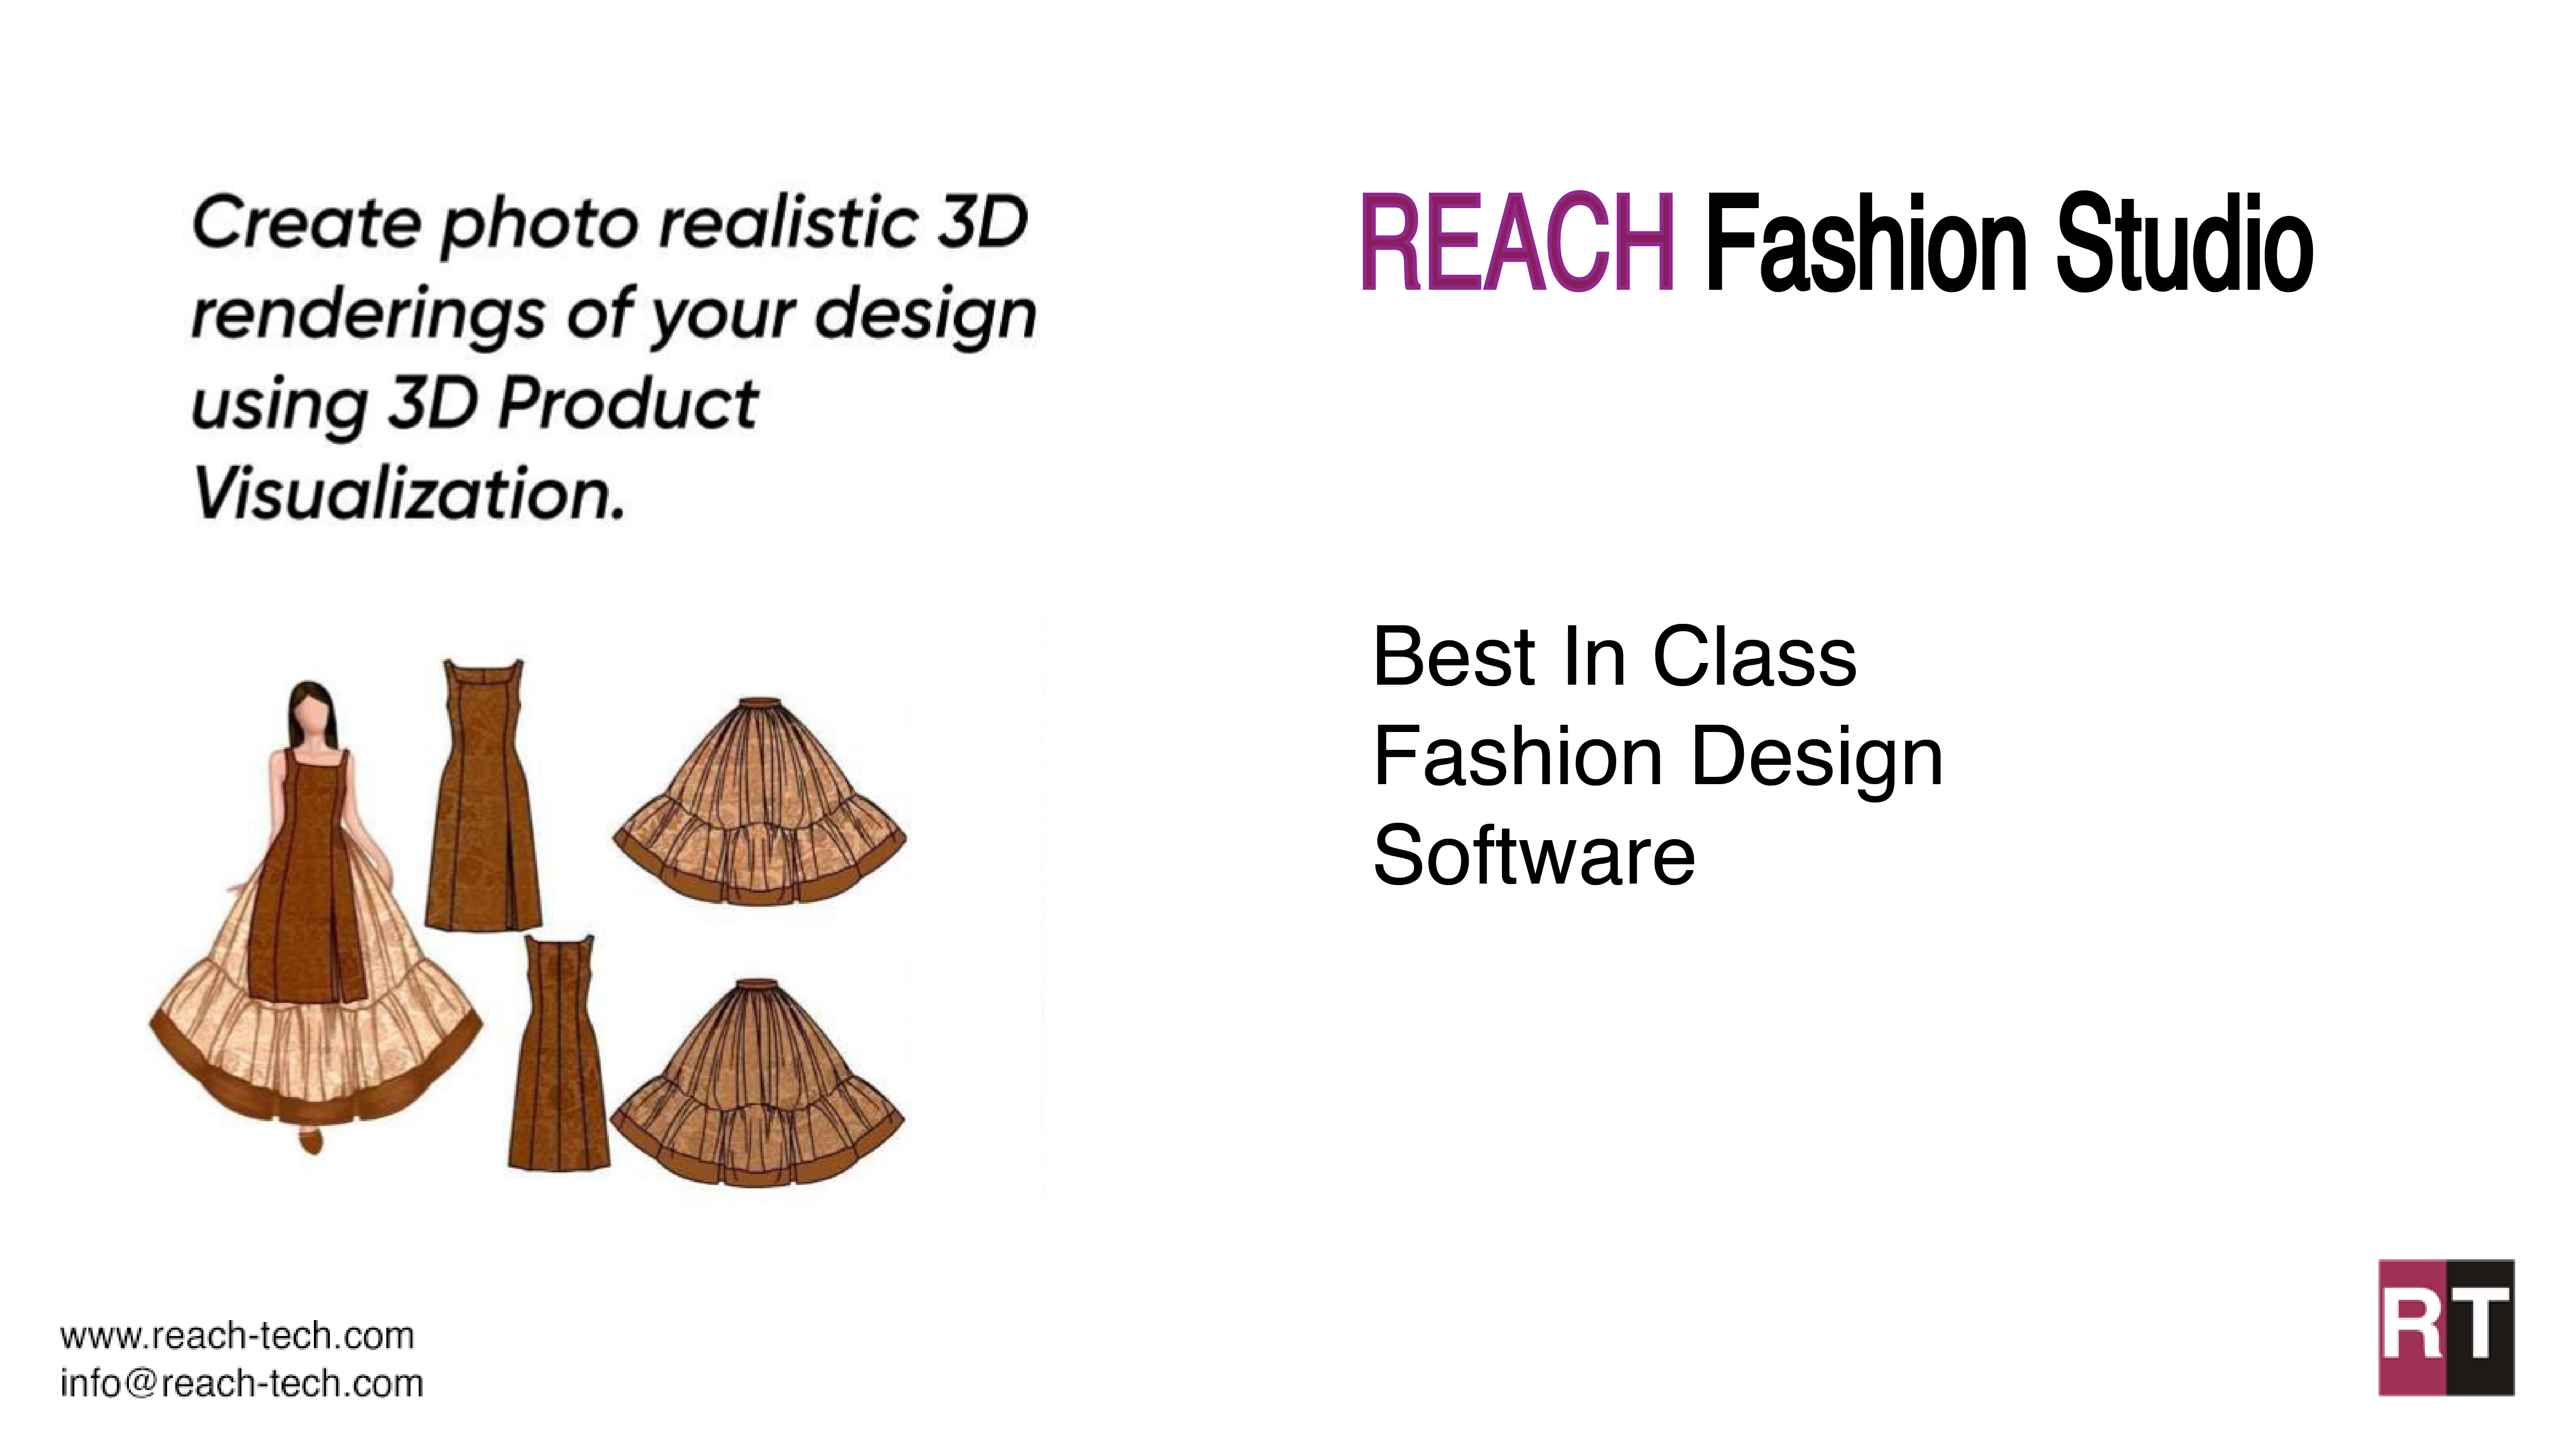 Create photo realistic 3D
renderings of your design
using 3D Product
Visualization.
REACH Fashion Studio
Best In Class
Fashion Design
Software
www.reach-tech.com
info@reach-tech.com
RT